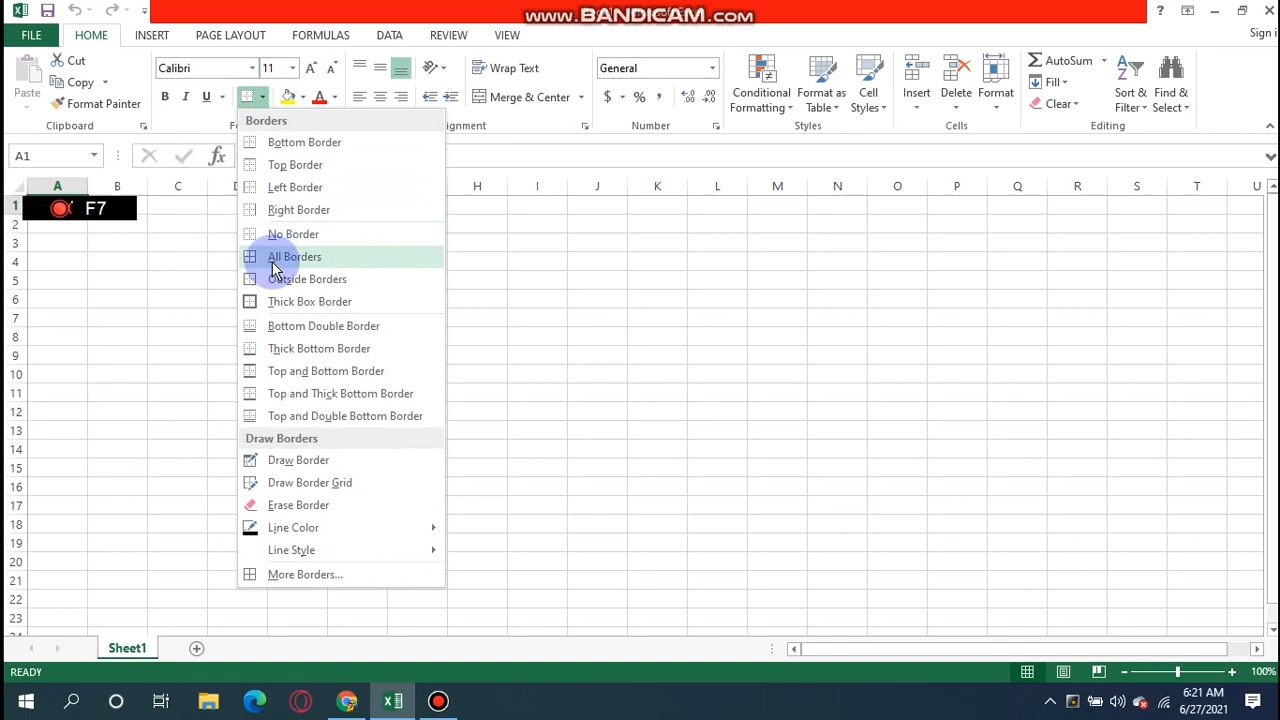 www.BANDICAM.com
Sign i
FILE HOME INSERT PAGE LAYOUT FORMULAS DATA REVIEW VIEW
Paste
Cut
Copy
Format Painter
Clipboard
Calibri 11
B I U
Wrap Text
Merge & Center
lignment
General
$ % ,
Number
Conditional Formatting
Format as Table
Cell Styles
Styles
Insert Delete Format
Cells
AutoSum
Fill
Clear
Sort & Filter
Find & Select
Editing
A1
fx
A B C H I J K L M N O P Q R S T U
F7
1
2
3
4
5
6
7
8
9
10
11
12
13
14
15
16
17
18
19
20
21
22
23
Borders
Bottom Border
Top Border
Left Border
Right Border
No Border
All Borders
Outside Borders
Thick Box Border
Bottom Double Border
Thick Bottom Border
Top and Bottom Border
Top and Thick Bottom Border
Top and Double Bottom Border
Draw Borders
Draw Border
Draw Border Grid
Erase Border
Line Color
Line Style
More Borders...
Sheet1
READY
100%
6:21 AM
6/27/2021